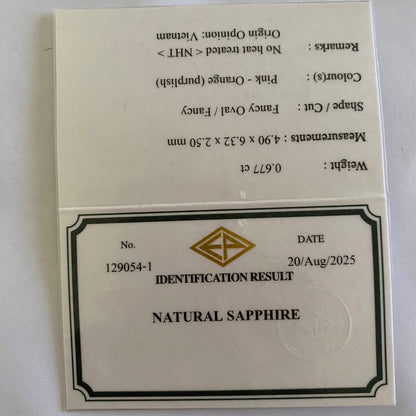 Weight : 0.677 ct
Measurements : 4.90 x 6.32 x 2.50 mm
Shape / Cut : Fancy Oval / Fancy
Colour(s) : Pink - Orange (purplish)
Remarks : No heat treated < NHT >
Origin Opinion: Vietnam
No. DATE
129054-1 20/Aug/2025
IDENTIFICATION RESULT
NATURAL SAPPHIRE